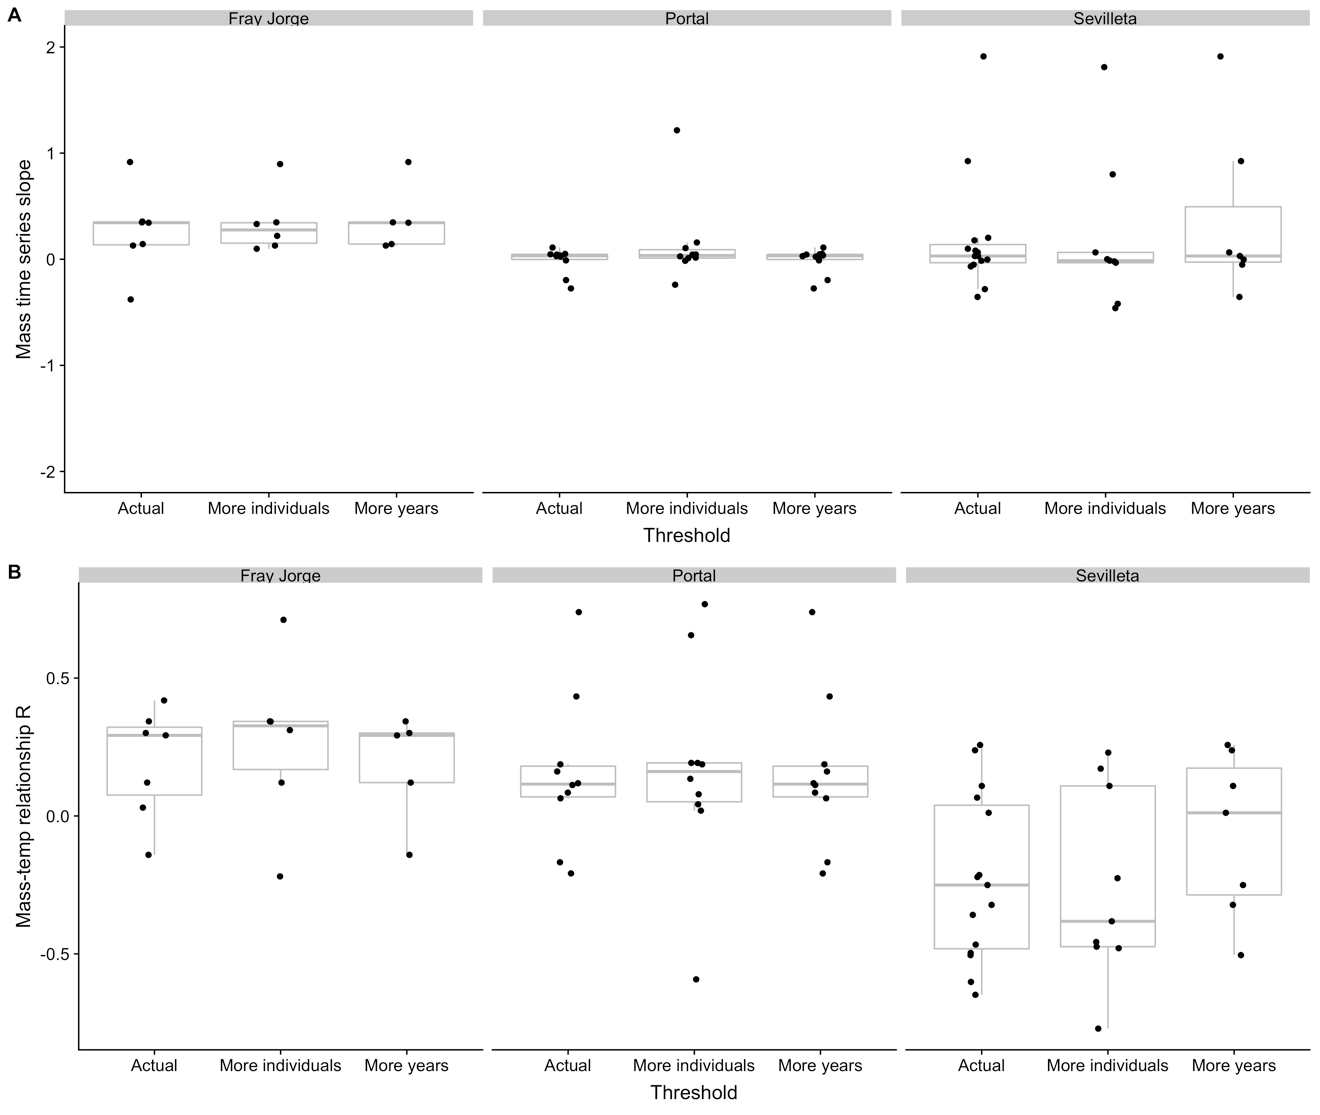 A
Fray Jorge Portal Sevilleta
2
1
0
-1
-2
Mass time series slope
Actual More individuals More years Actual More individuals More years Actual More individuals More years
Threshold
B
Fray Jorge Portal Sevilleta
0.5
0.0
-0.5
Mass-temp relationship R
Actual More individuals More years Actual More individuals More years Actual More individuals More years
Threshold